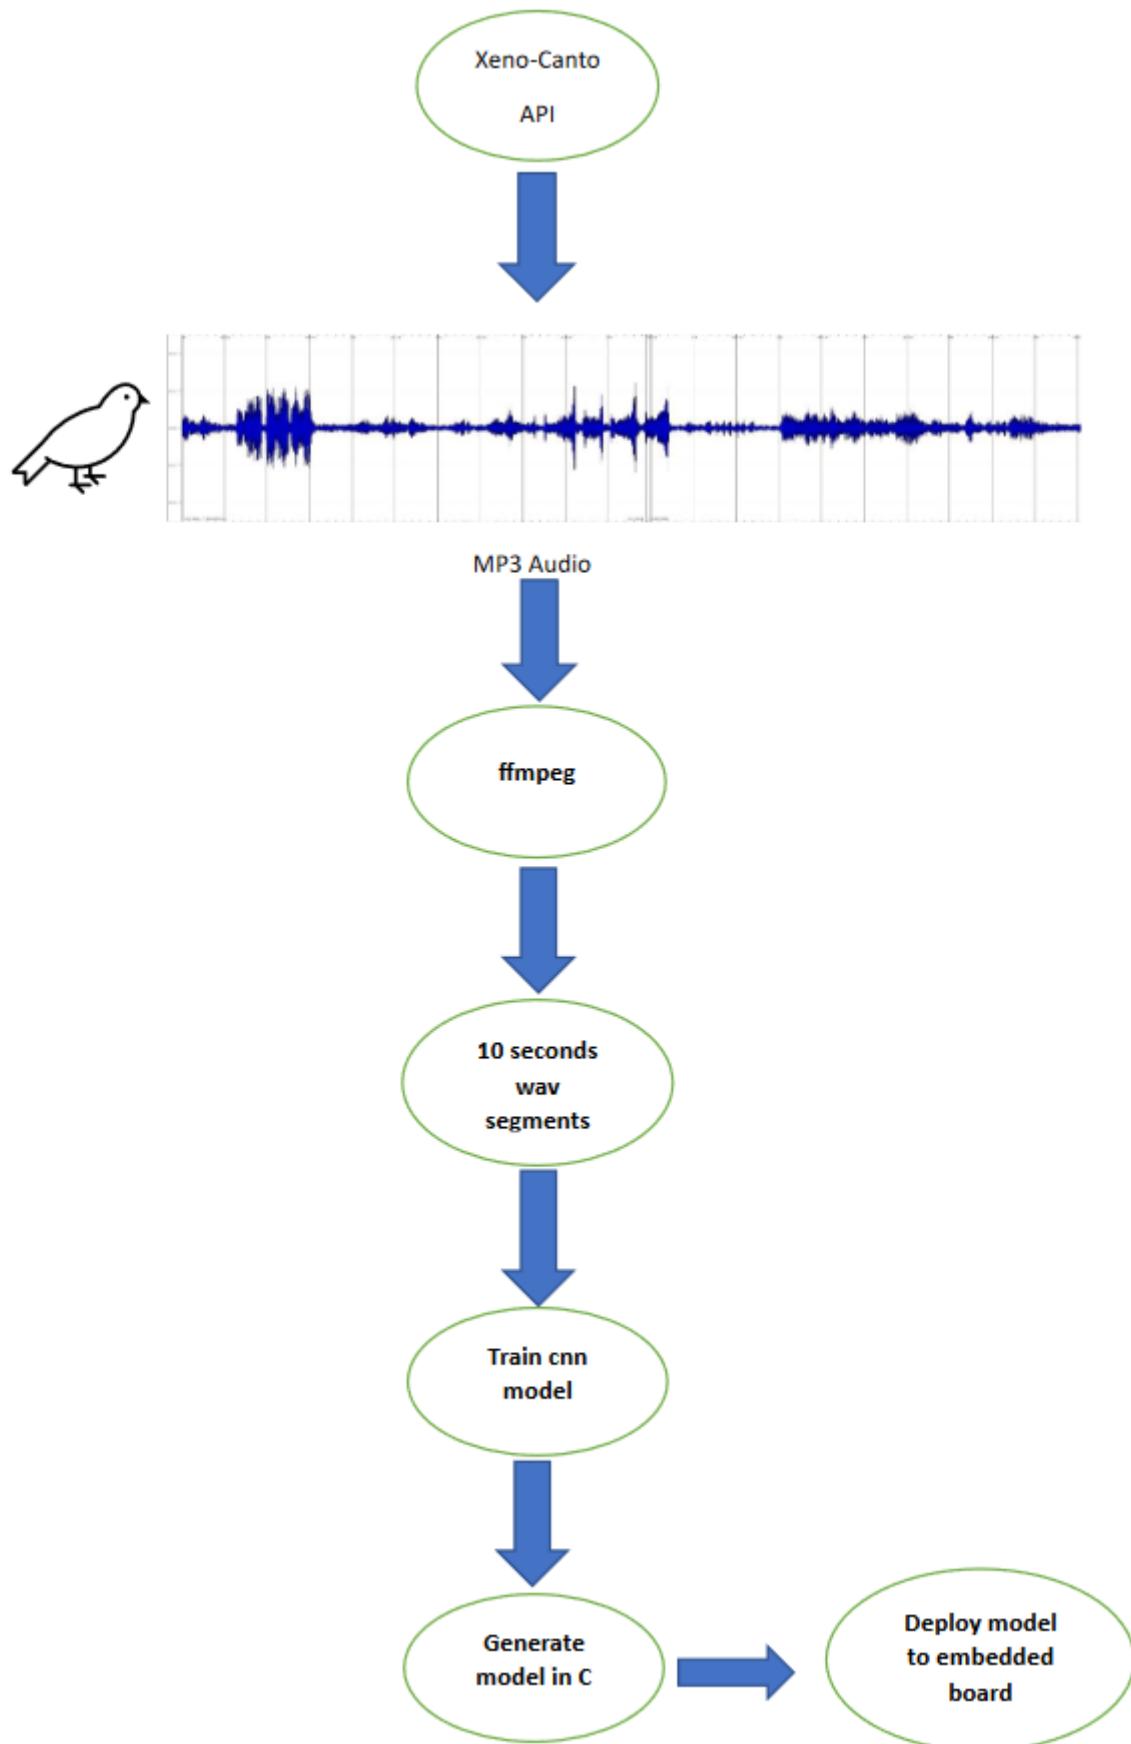 Xeno-Canto
API
MP3 Audio
ffmpeg
10 seconds
wav
segments
Train cnn
model
Generate
model in C
Deploy model
to embedded
board